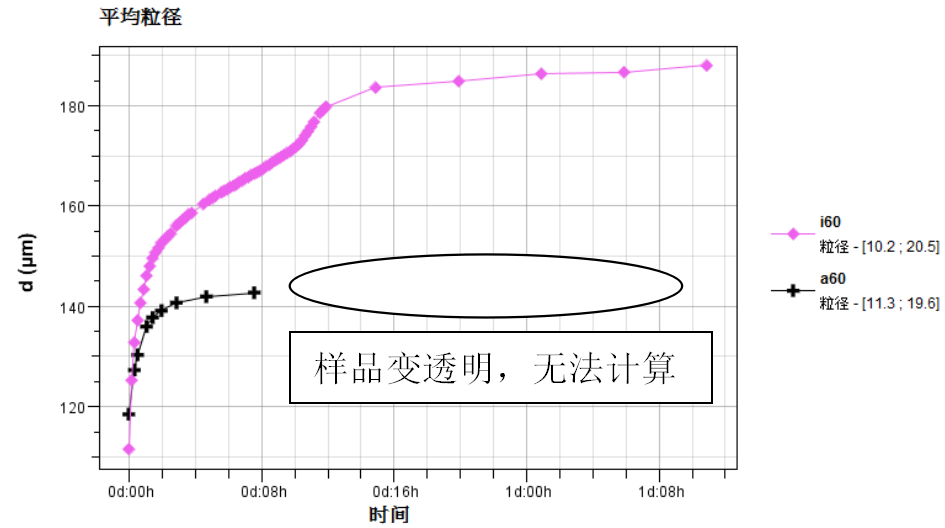 平均粒径
180
160
140
120
d (µm)
0d:00h
0d:08h
0d:16h
1d:00h
1d:08h
时间
样品变透明，无法计算
i60
粒径 - [10.2 ; 20.5]
a60
粒径 - [11.3 ; 19.6]